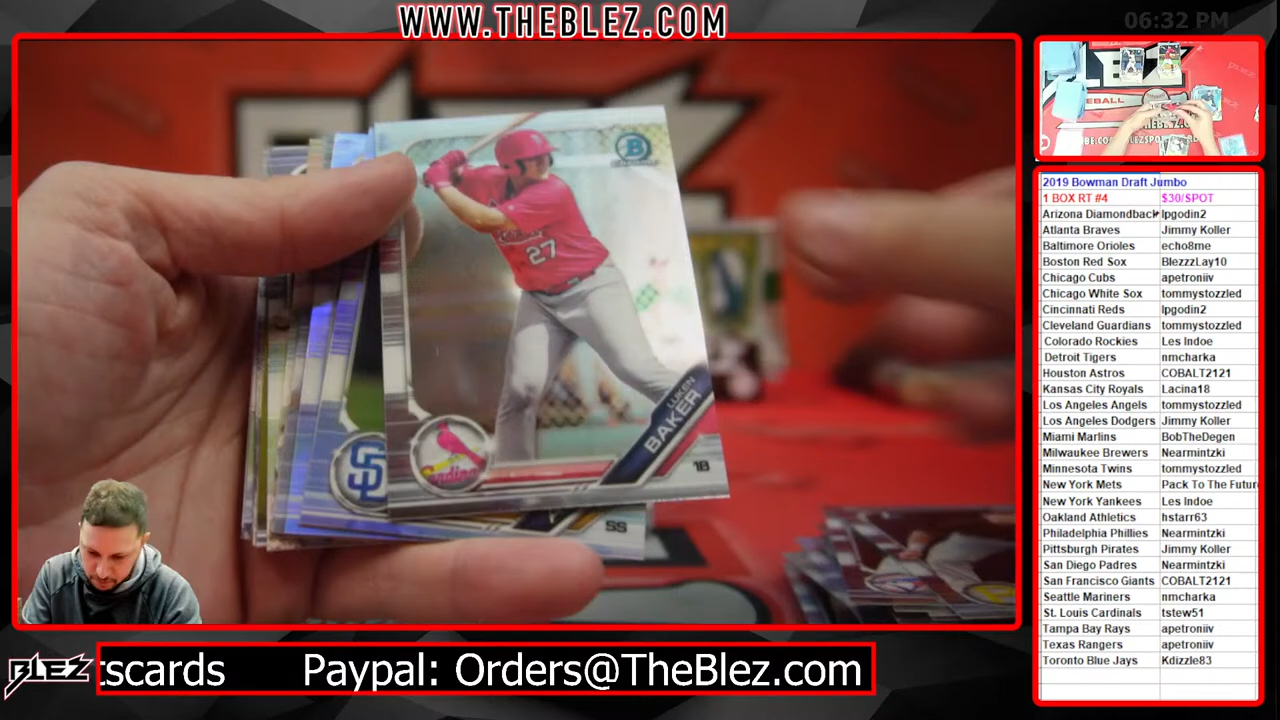 WWW.THEBLEZ.COM
06:32 PM
27
B
LUKEN
BAKER
1B
Cardinals
SD
SS
BLEZ
tscards Paypal: Orders@TheBlez.com
2019 Bowman Draft Jumbo
1 BOX RT #4 $30/SPOT
Arizona Diamondback lpgodin2
Atlanta Braves Jimmy Koller
Baltimore Orioles echo8me
Boston Red Sox BlezzzLay10
Chicago Cubs apetroniiv
Chicago White Sox tommystozzled
Cincinnati Reds lpgodin2
Cleveland Guardians tommystozzled
Colorado Rockies Les Indoe
Detroit Tigers nmcharka
Houston Astros COBALT2121
Kansas City Royals Lacina18
Los Angeles Angels tommystozzled
Los Angeles Dodgers Jimmy Koller
Miami Marlins BobTheDegen
Milwaukee Brewers Nearmintzki
Minnesota Twins tommystozzled
New York Mets Pack To The Futur
New York Yankees Les Indoe
Oakland Athletics hstarr63
Philadelphia Phillies Nearmintzki
Pittsburgh Pirates Jimmy Koller
San Diego Padres Nearmintzki
San Francisco Giants COBALT2121
Seattle Mariners nmcharka
St. Louis Cardinals tstew51
Tampa Bay Rays apetroniiv
Texas Rangers apetroniiv
Toronto Blue Jays Kdizzle83